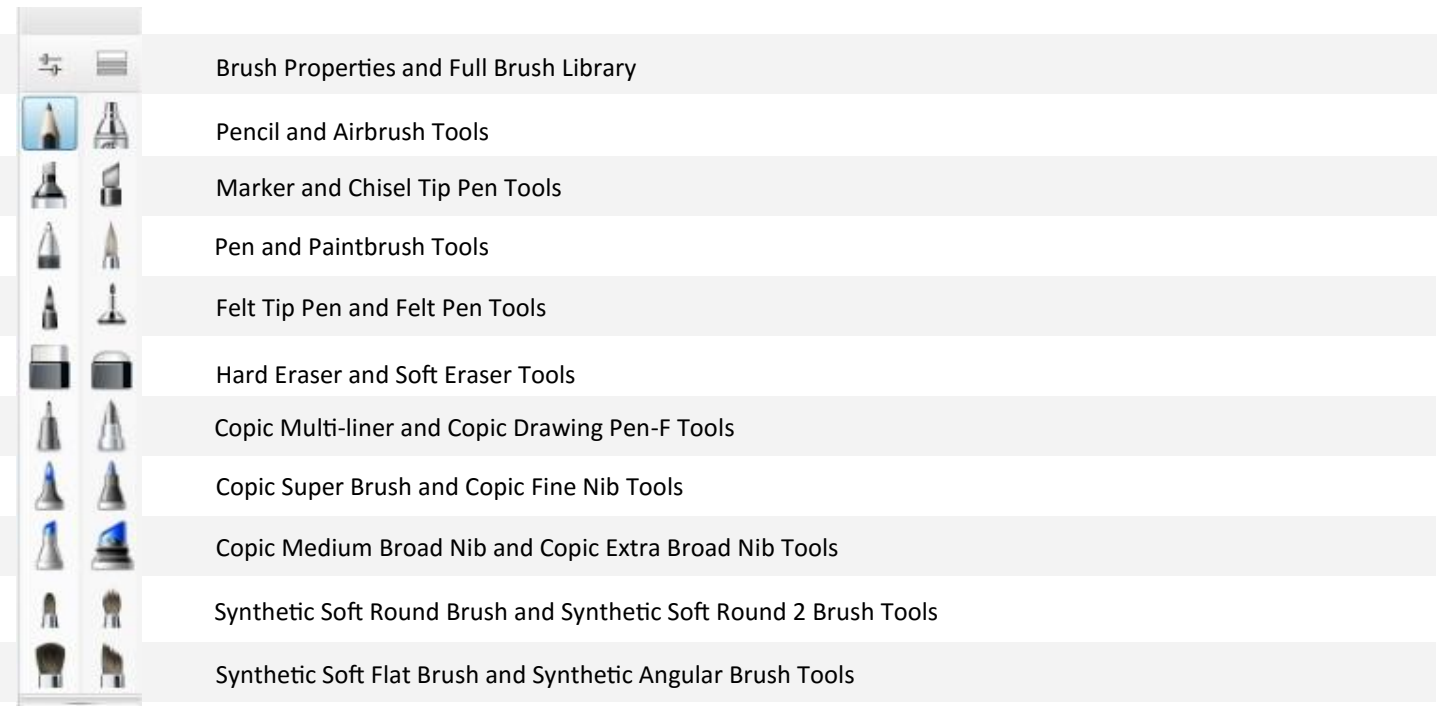 Brush Properties and Full Brush Library
Pencil and Airbrush Tools
Marker and Chisel Tip Pen Tools
Pen and Paintbrush Tools
Felt Tip Pen and Felt Pen Tools
Hard Eraser and Soft Eraser Tools
Copic Multi-liner and Copic Drawing Pen-F Tools
Copic Super Brush and Copic Fine Nib Tools
Copic Medium Broad Nib and Copic Extra Broad Nib Tools
Synthetic Soft Round Brush and Synthetic Soft Round 2 Brush Tools
Synthetic Soft Flat Brush and Synthetic Angular Brush Tools